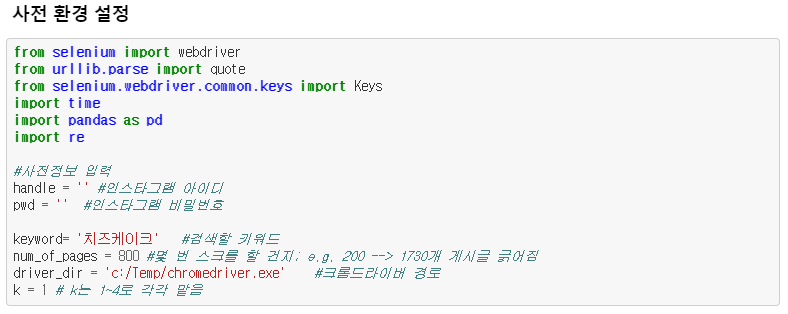 사전 환경 설정
from selenium import webdriver
from urllib.parse import quote
from selenium.webdriver.common.keys import Keys
import time
import pandas as pd
import re
#사전정보 입력
handle = '' #인스타그램 아이디
pwd = '' #인스타그램 비밀번호
keyword= '치즈케이크' #검색할 키워드
num_of_pages = 800 #몇 번 스크롤 할 건지; e.g. 200 --> 1730개 게시글 긁어짐
driver_dir = 'c:/Temp/chromedriver.exe' #크롬드라이버 경로
k = 1 # k는 1~4로 각각 맡음